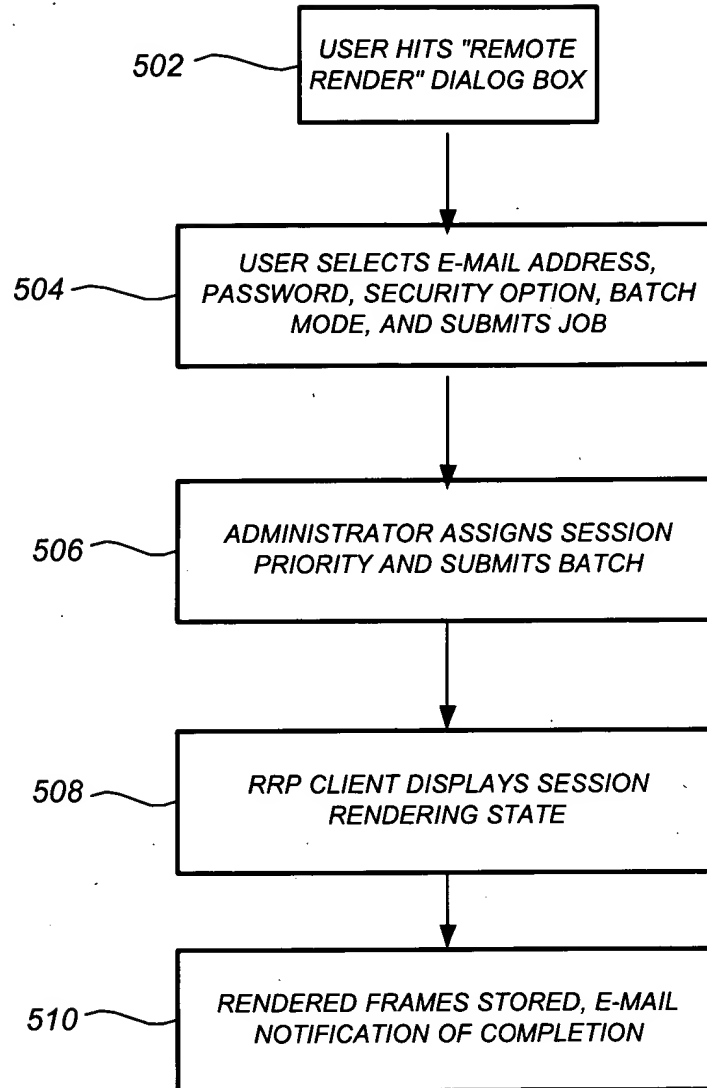 502
USER HITS "REMOTE
RENDER" DIALOG BOX
504
USER SELECTS E-MAIL ADDRESS,
PASSWORD, SECURITY OPTION, BATCH
MODE, AND SUBMITS JOB
506
ADMINISTRATOR ASSIGNS SESSION
PRIORITY AND SUBMITS BATCH
508
RRP CLIENT DISPLAYS SESSION
RENDERING STATE
510
RENDERED FRAMES STORED, E-MAIL
NOTIFICATION OF COMPLETION